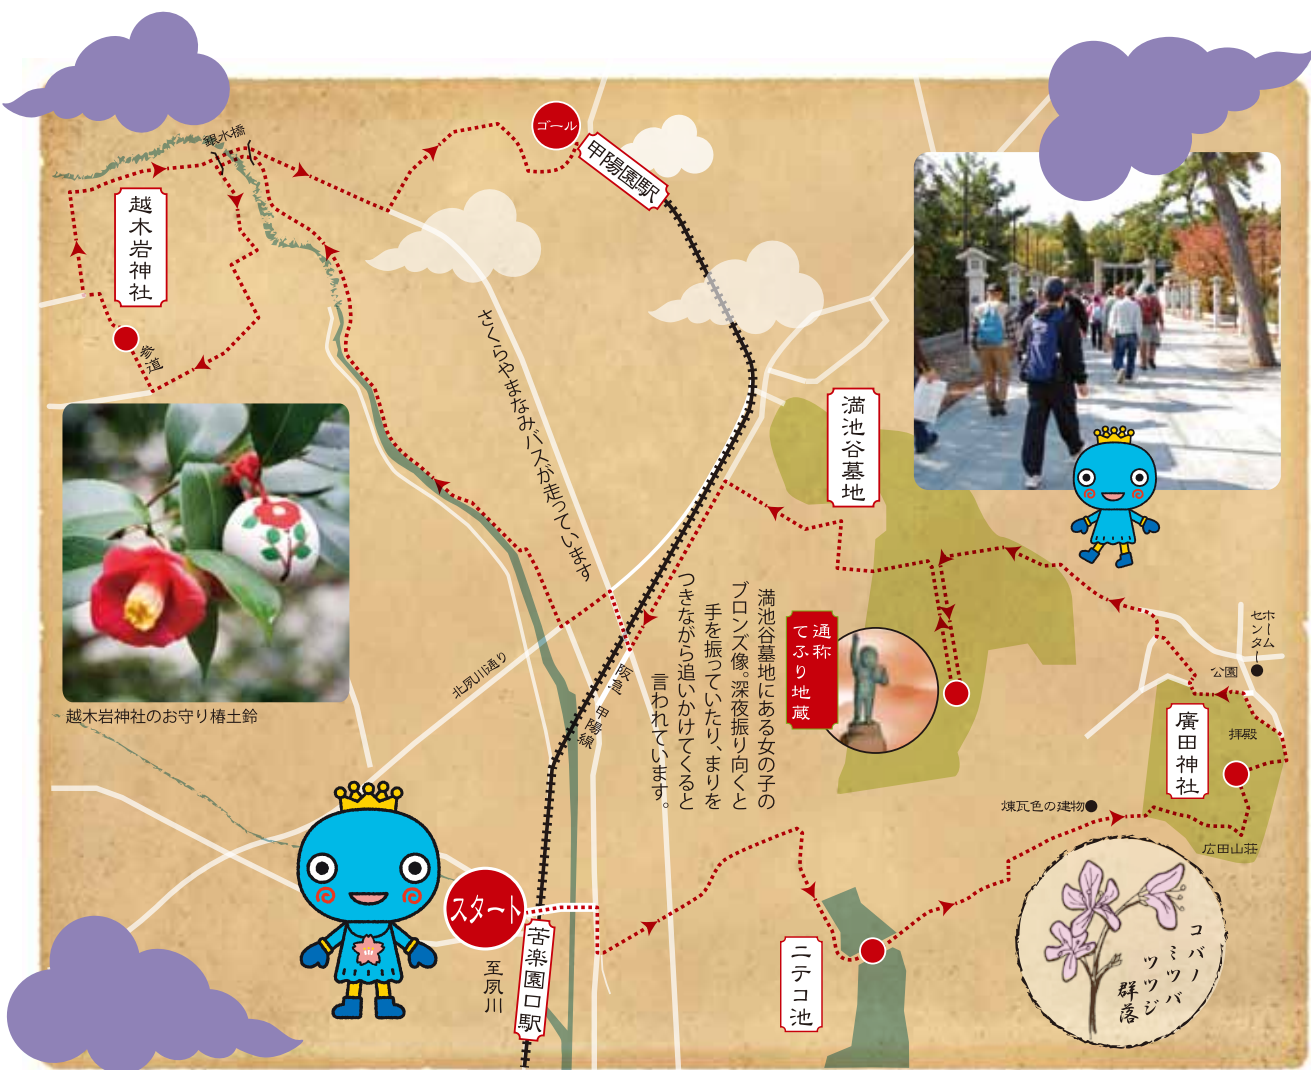 銀水橋
ゴール
甲陽園駅
越木岩神社
参道
さくらやまなみバスが走っています
満池谷墓地
満池谷墓地にある女の子の
ブロンズ像。深夜振り向くと
手を振っていたり、まりを
つきながら追いかけてくると
言われています。
通称
てふり地蔵
ホーム
センター
公園
廣田神社
拝殿
北夙川通り
阪急 甲陽線
越木岩神社のお守り椿土鈴
煉瓦色の建物
広田山荘
スタート
苦楽園口駅
至夙川
ニテコ池
コバノ
ミツバ
ツツジ
群落